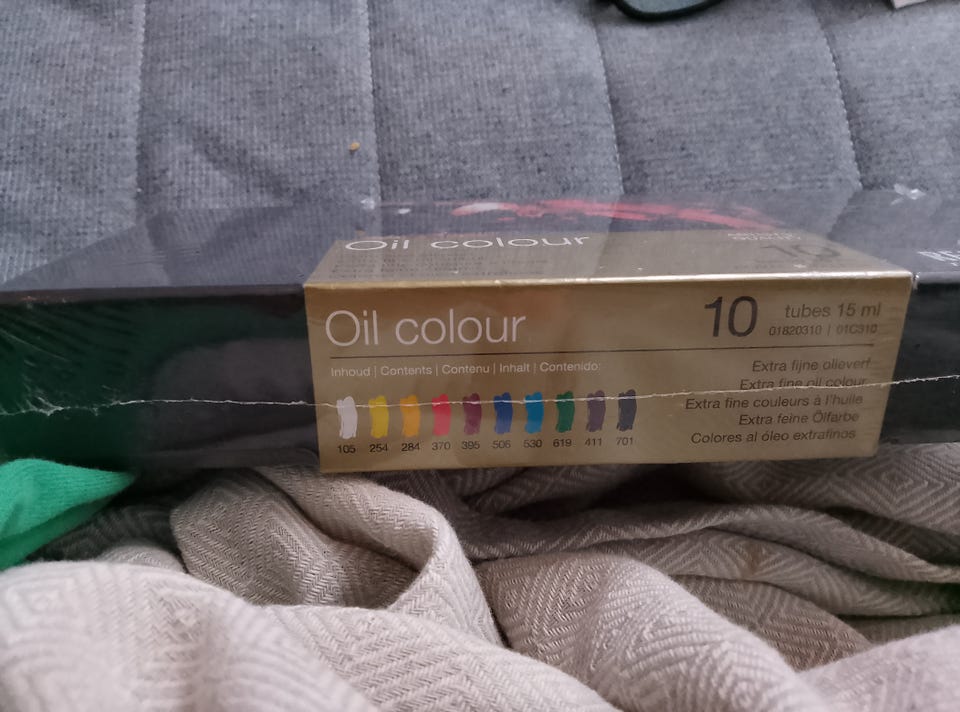 Oil colour
Oil colour
10 tubes 15 ml
01820310 | 01C310
Inhoud | Contents | Contenu | Inhalt | Contenido:
105 254 284 370 395 506 530 619 411 701
Extra fijne olieverf
Extra fine oil colour
Extra fine couleurs à l'huile
Extra feine Ölfarbe
Colores al óleo extrafinos